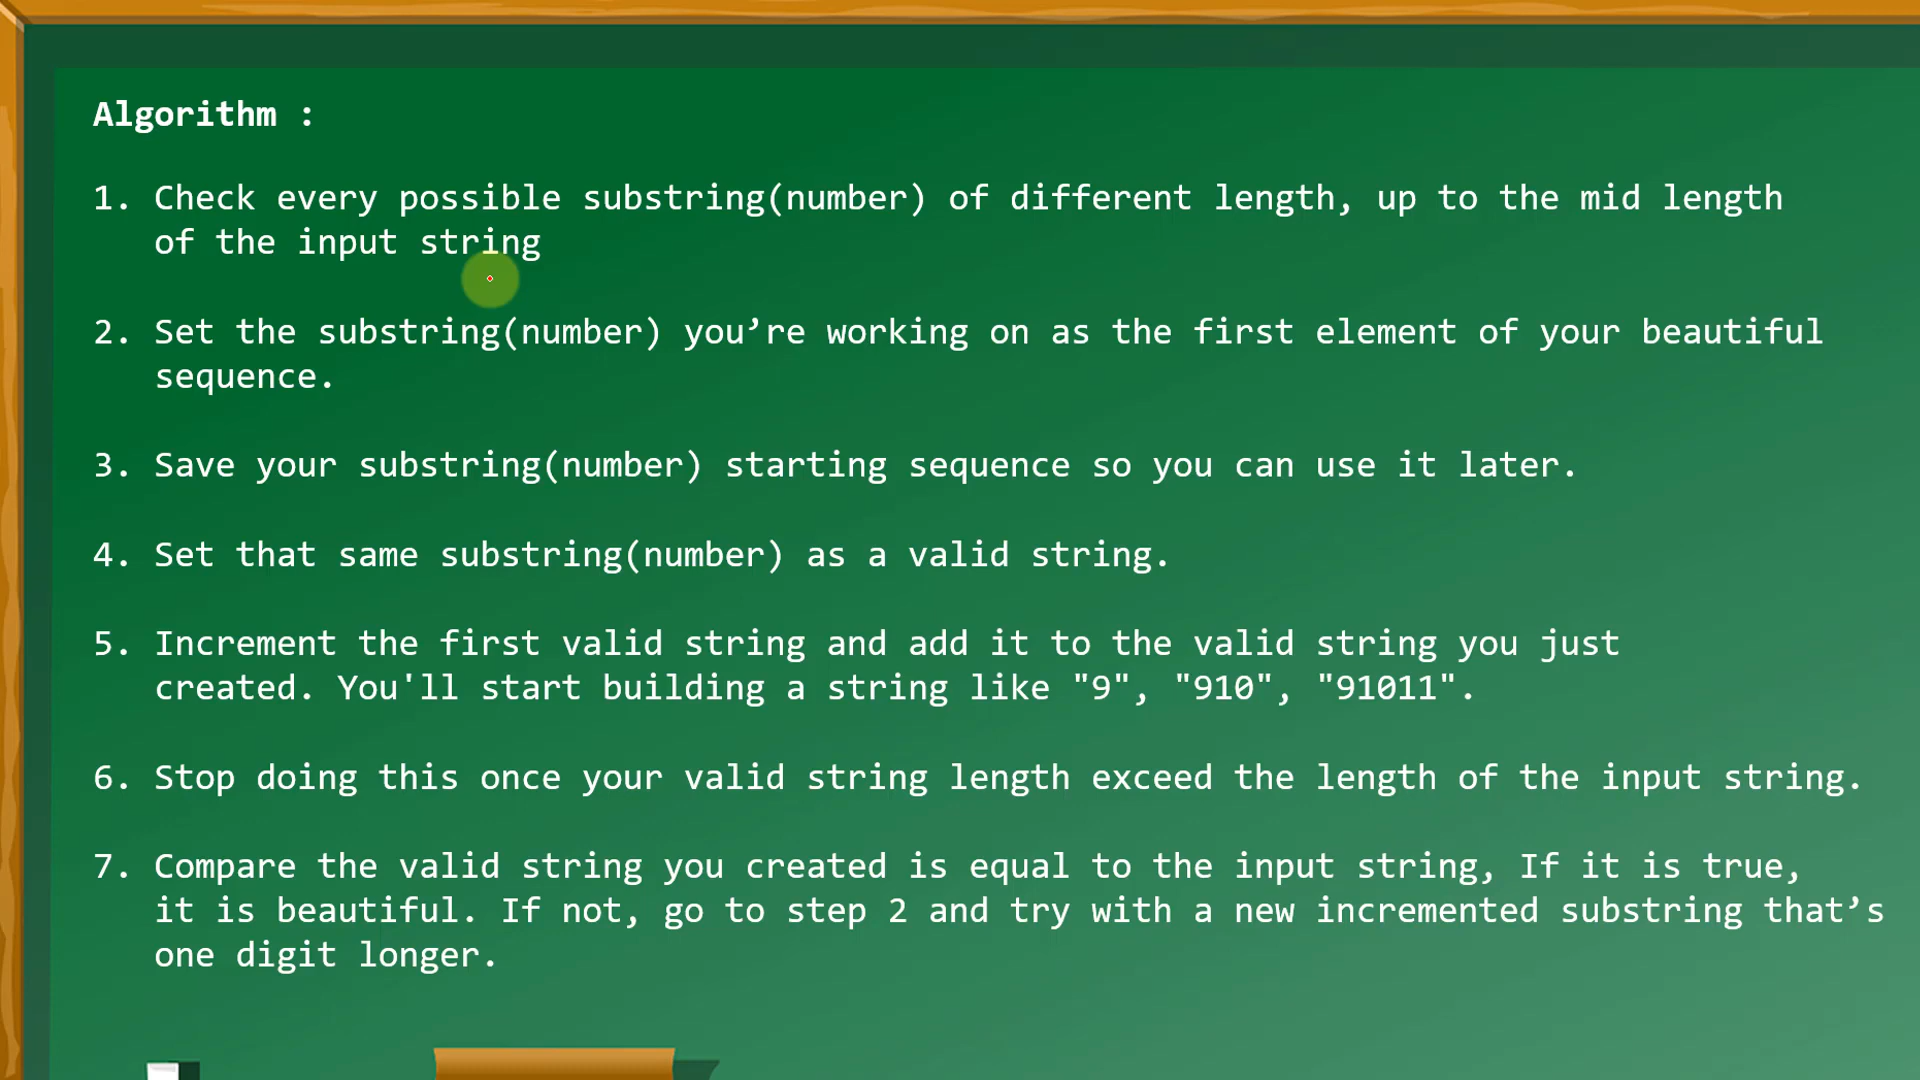 Algorithm :
1. Check every possible substring(number) of different length, up to the mid length
of the input string
2. Set the substring(number) you’re working on as the first element of your beautiful
sequence.
3. Save your substring(number) starting sequence so you can use it later.
4. Set that same substring(number) as a valid string.
5. Increment the first valid string and add it to the valid string you just
created. You'll start building a string like "9", "910", "91011".
6. Stop doing this once your valid string length exceed the length of the input string.
7. Compare the valid string you created is equal to the input string, If it is true,
it is beautiful. If not, go to step 2 and try with a new incremented substring that’s
one digit longer.